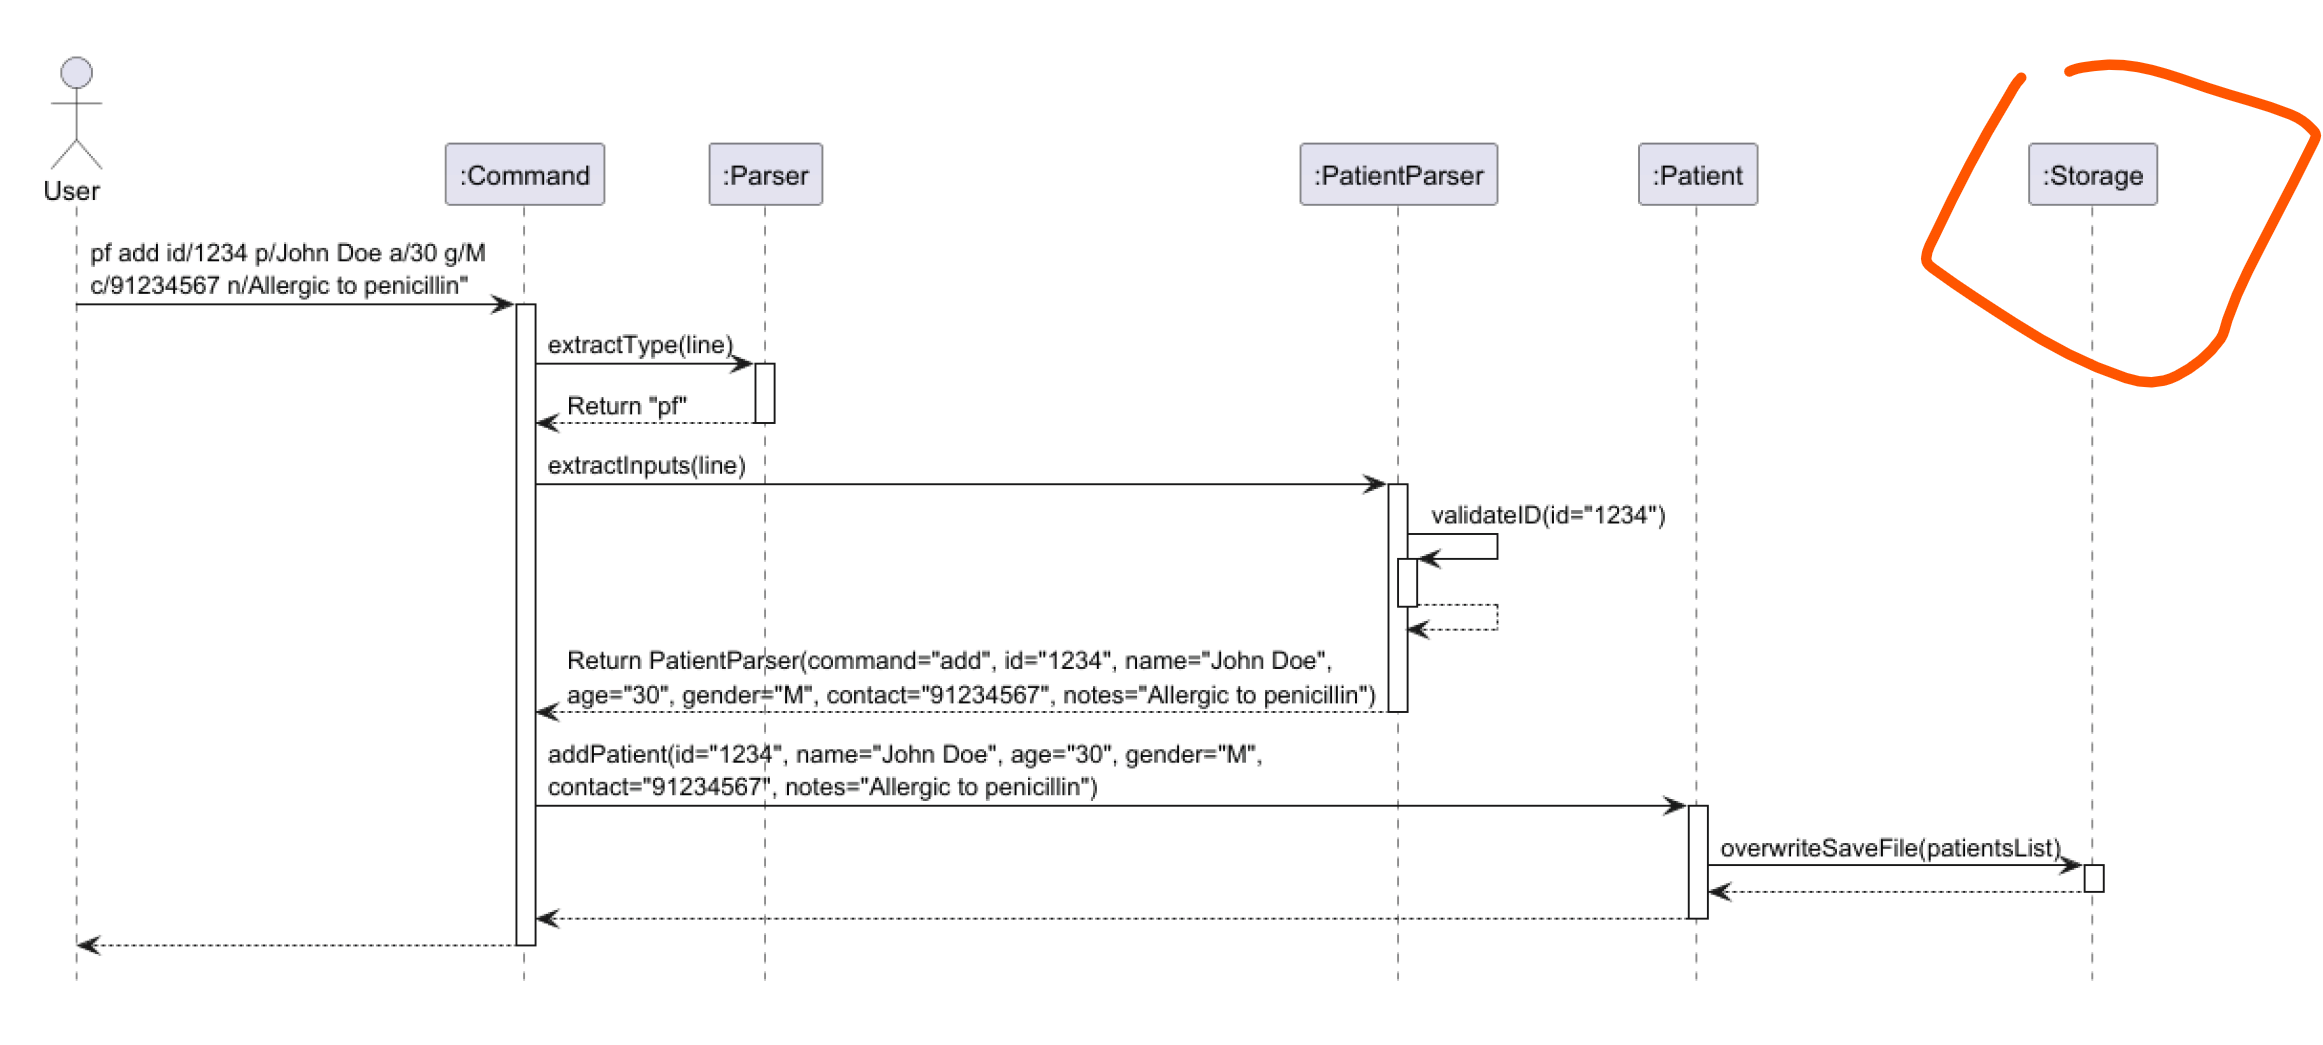 User
:Command
:Parser
:PatientParser
:Patient
:Storage
pf add id/1234 p/John Doe a/30 g/M
c/91234567 n/Allergic to penicillin"
extractType(line)
Return "pf"
extractInputs(line)
validateID(id="1234")
Return PatientParser(command="add", id="1234", name="John Doe",
age="30", gender="M", contact="91234567", notes="Allergic to penicillin")
addPatient(id="1234", name="John Doe", age="30", gender="M",
contact="91234567", notes="Allergic to penicillin")
overwriteSaveFile(patientsList)